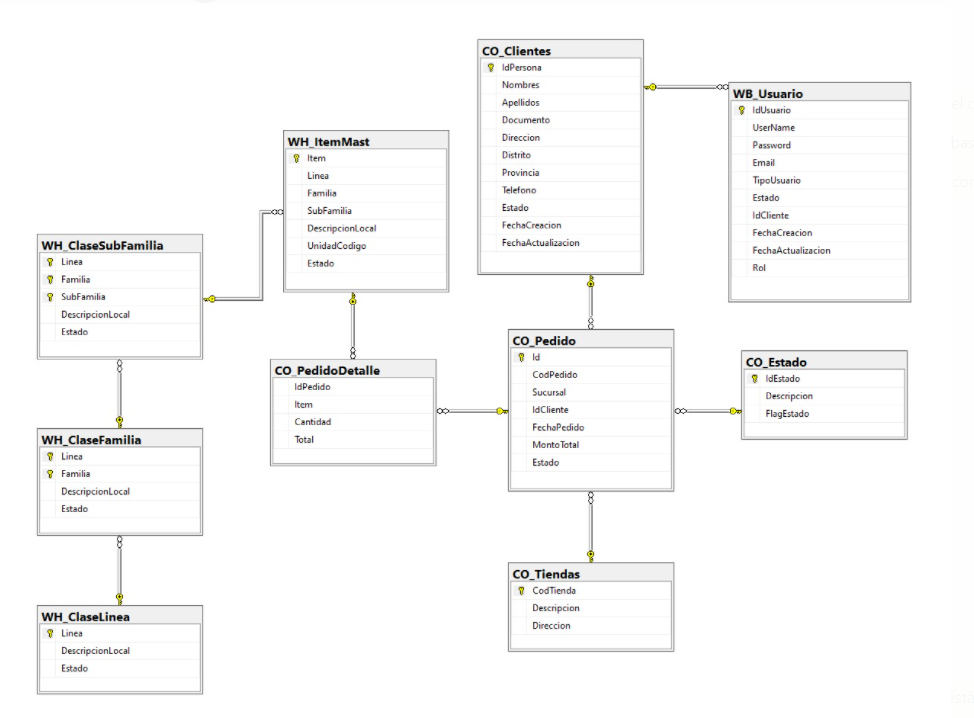 CO_Clientes
IdPersona
Nombres
Apellidos
Documento
Direccion
Distrito
Provincia
Telefono
Estado
FechaCreacion
FechaActualizacion
WB_Usuario
IdUsuario
UserName
Password
Email
TipoUsuario
Estado
IdCliente
FechaCreacion
FechaActualizacion
Rol
WH_ItemMast
Item
Linea
Familia
SubFamilia
DescripcionLocal
UnidadCodigo
Estado
WH_ClaseSubFamilia
Linea
Familia
SubFamilia
DescripcionLocal
Estado
CO_PedidoDetalle
IdPedido
Item
Cantidad
Total
CO_Pedido
Id
CodPedido
Sucursal
IdCliente
FechaPedido
MontoTotal
Estado
CO_Estado
IdEstado
Descripcion
FlagEstado
WH_ClaseFamilia
Linea
Familia
DescripcionLocal
Estado
CO_Tiendas
CodTienda
Descripcion
Direccion
WH_ClaseLinea
Linea
DescripcionLocal
Estado